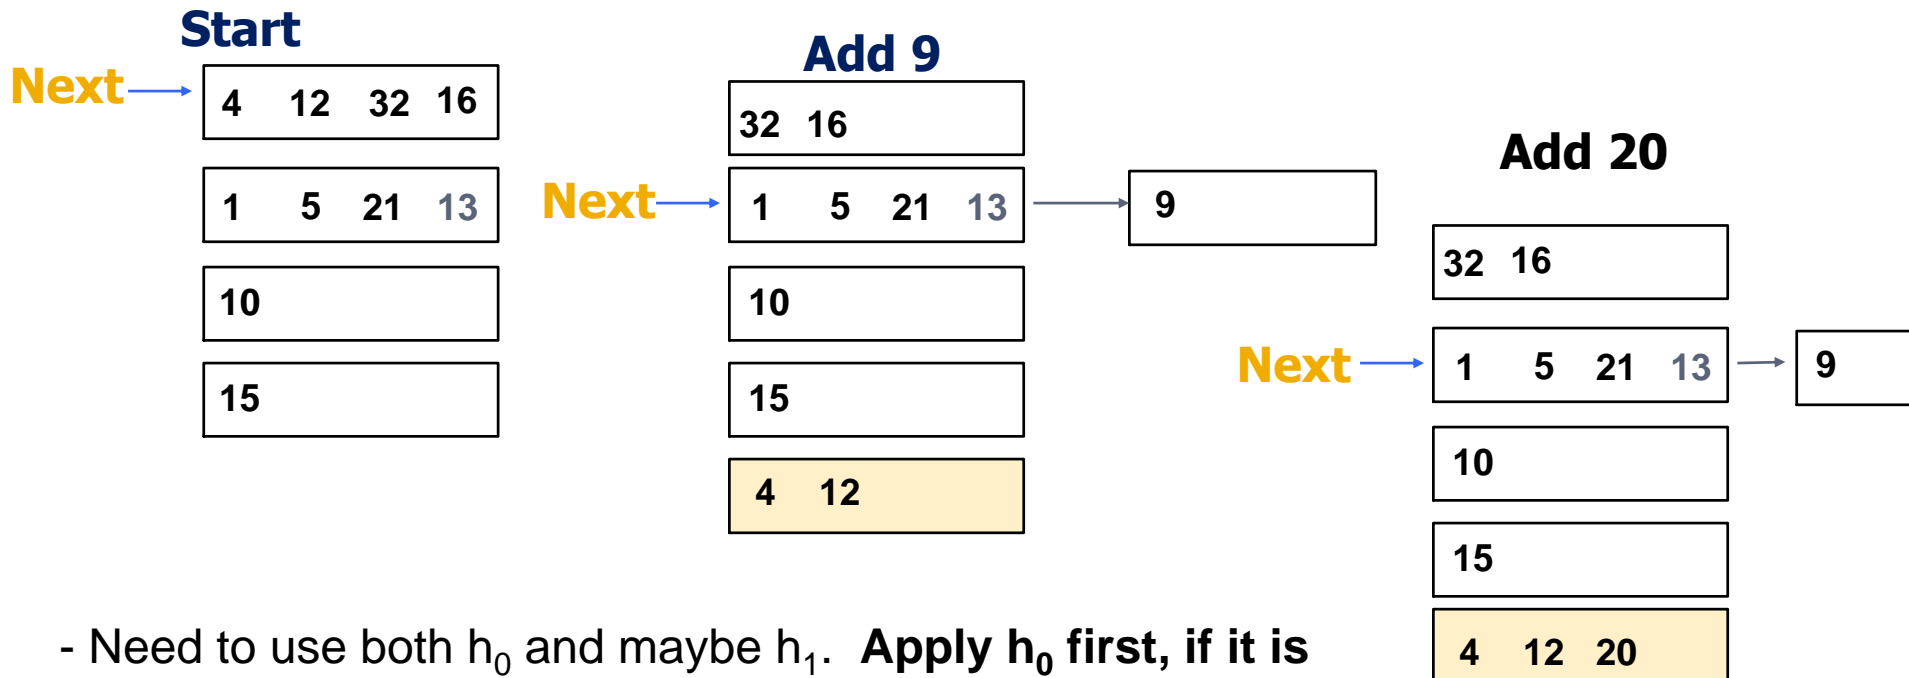 Start
Next
4 12 32 16
1 5 21 13
10
15
Add 9
32 16
Next
1 5 21 13
9
10
15
4 12
Add 20
32 16
Next
1 5 21 13
9
10
15
4 12 20
- Need to use both h₀ and maybe h₁. Apply h₀ first, if it is